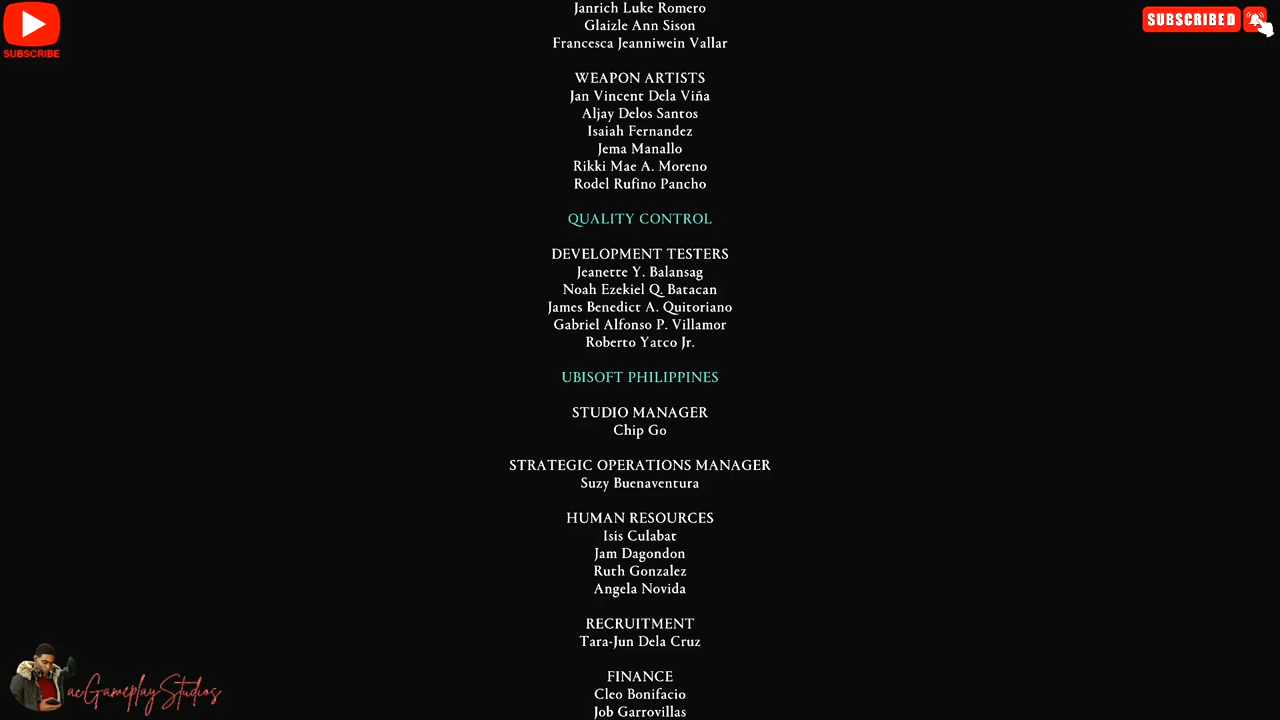 Janrich Luke Romero
Glaizle Ann Sison
Francesca Jeanniwein Vallar
WEAPON ARTISTS
Jan Vincent Dela Viña
Aljay Delos Santos
Isaiah Fernandez
Jema Manallo
Rikki Mae A. Moreno
Rodel Rufino Pancho
QUALITY CONTROL
DEVELOPMENT TESTERS
Jeanette Y. Balansag
Noah Ezekiel Q. Batacan
James Benedict A. Quitoriano
Gabriel Alfonso P. Villamor
Roberto Yatco Jr.
UBISOFT PHILIPPINES
STUDIO MANAGER
Chip Go
STRATEGIC OPERATIONS MANAGER
Suzy Buenaventura
HUMAN RESOURCES
Isis Culabat
Jam Dagondon
Ruth Gonzalez
Angela Novida
RECRUITMENT
Tara-Jun Dela Cruz
FINANCE
Cleo Bonifacio
Job Garrovillas
SUBSCRIBE
SUBSCRIBED
acGameplayStudios